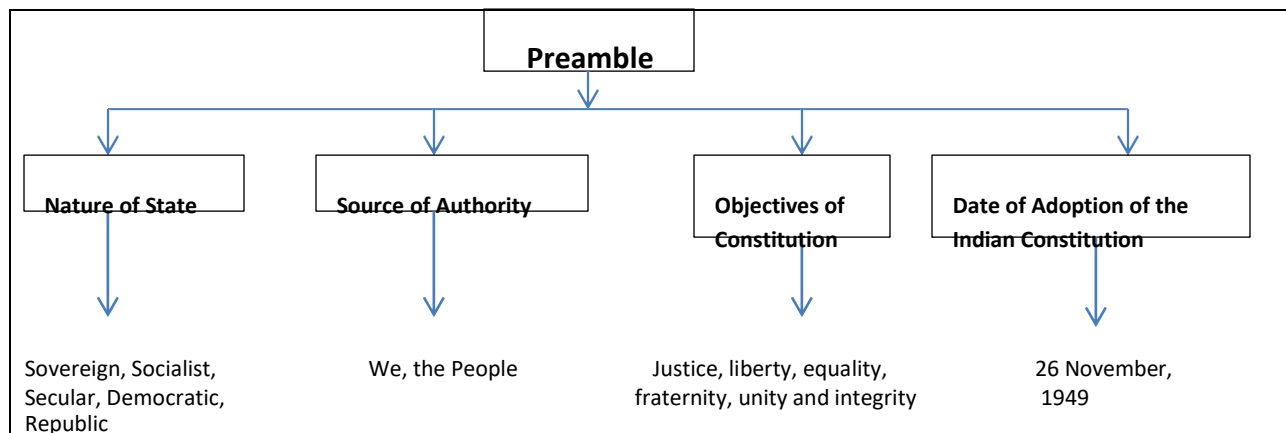 Preamble
Nature of State
Source of Authority
Objectives of
Constitution
Date of Adoption of the
Indian Constitution
Sovereign, Socialist,
Secular, Democratic,
Republic
We, the People
Justice, liberty, equality,
fraternity, unity and integrity
26 November,
1949